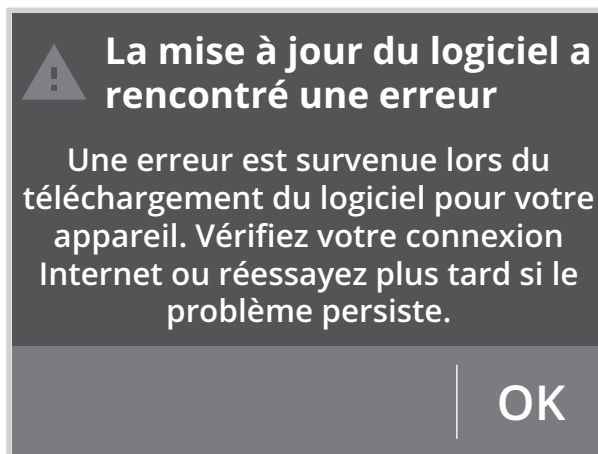 La mise à jour du logiciel a
rencontré une erreur
Une erreur est survenue lors du
téléchargement du logiciel pour votre
appareil. Vérifiez votre connexion
Internet ou réessayez plus tard si le
problème persiste.
OK